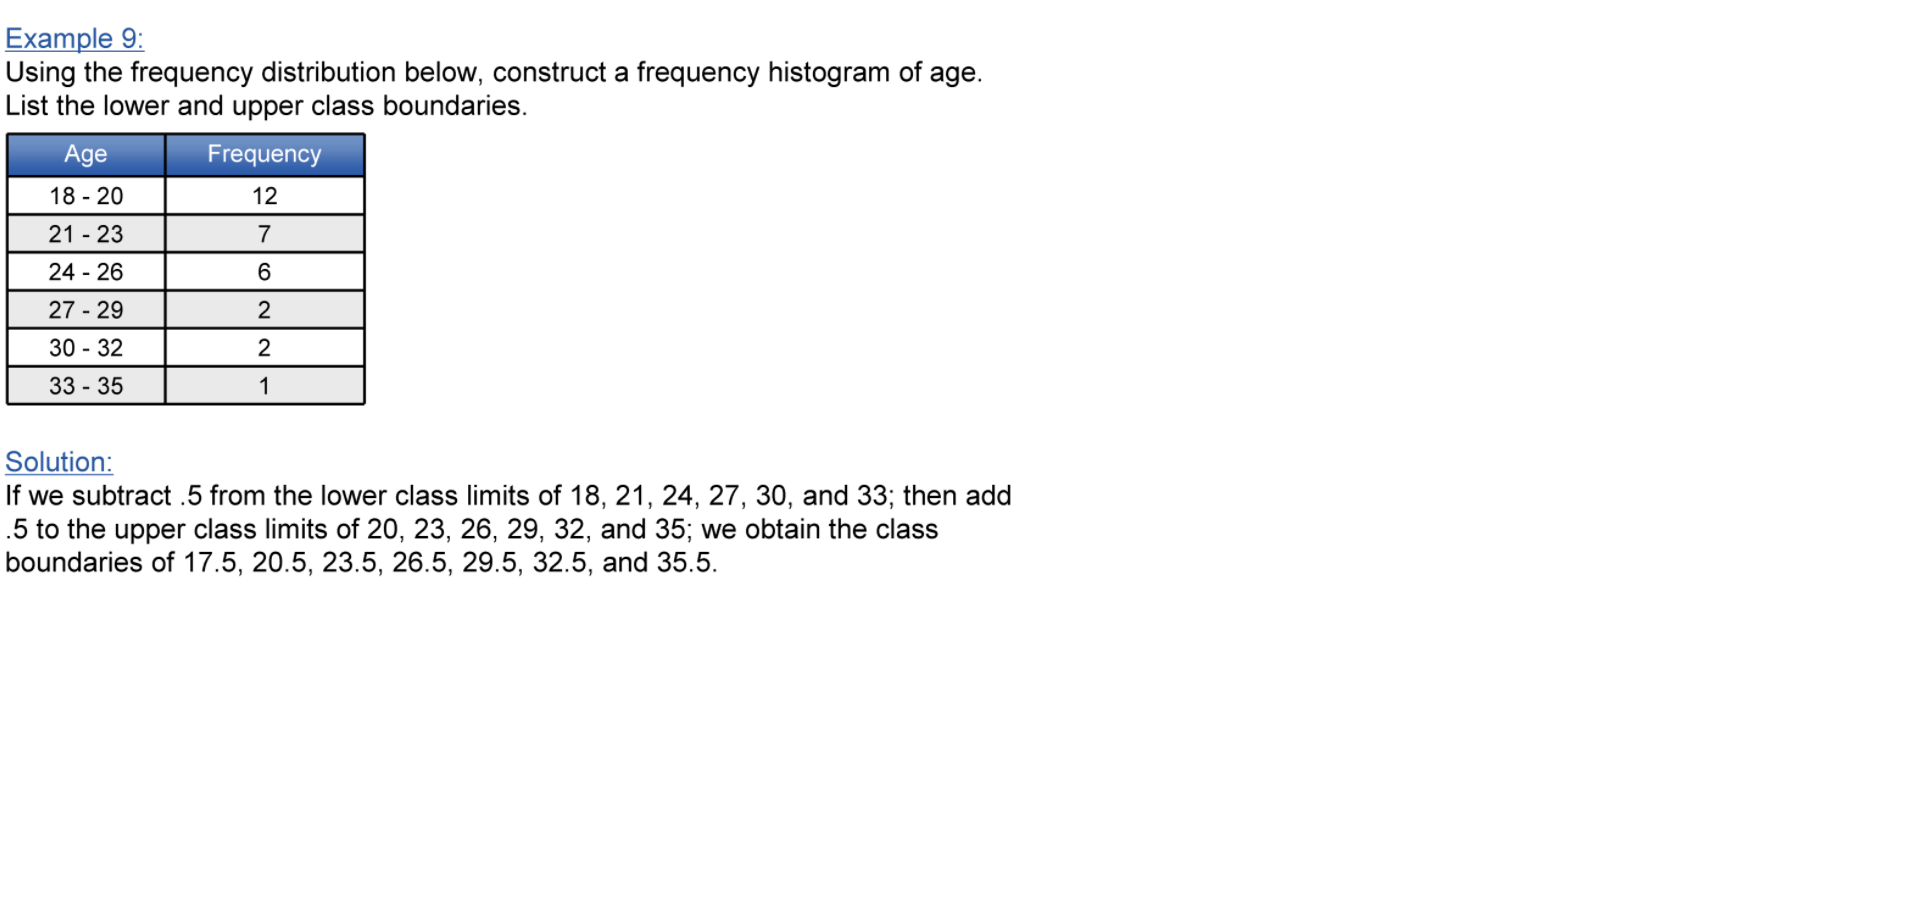 Example 9:
Using the frequency distribution below, construct a frequency histogram of age.
List the lower and upper class boundaries.
Age Frequency
18 - 20 12
21 - 23 7
24 - 26 6
27 - 29 2
30 - 32 2
33 - 35 1
Solution:
If we subtract .5 from the lower class limits of 18, 21, 24, 27, 30, and 33; then add
.5 to the upper class limits of 20, 23, 26, 29, 32, and 35; we obtain the class
boundaries of 17.5, 20.5, 23.5, 26.5, 29.5, 32.5, and 35.5.